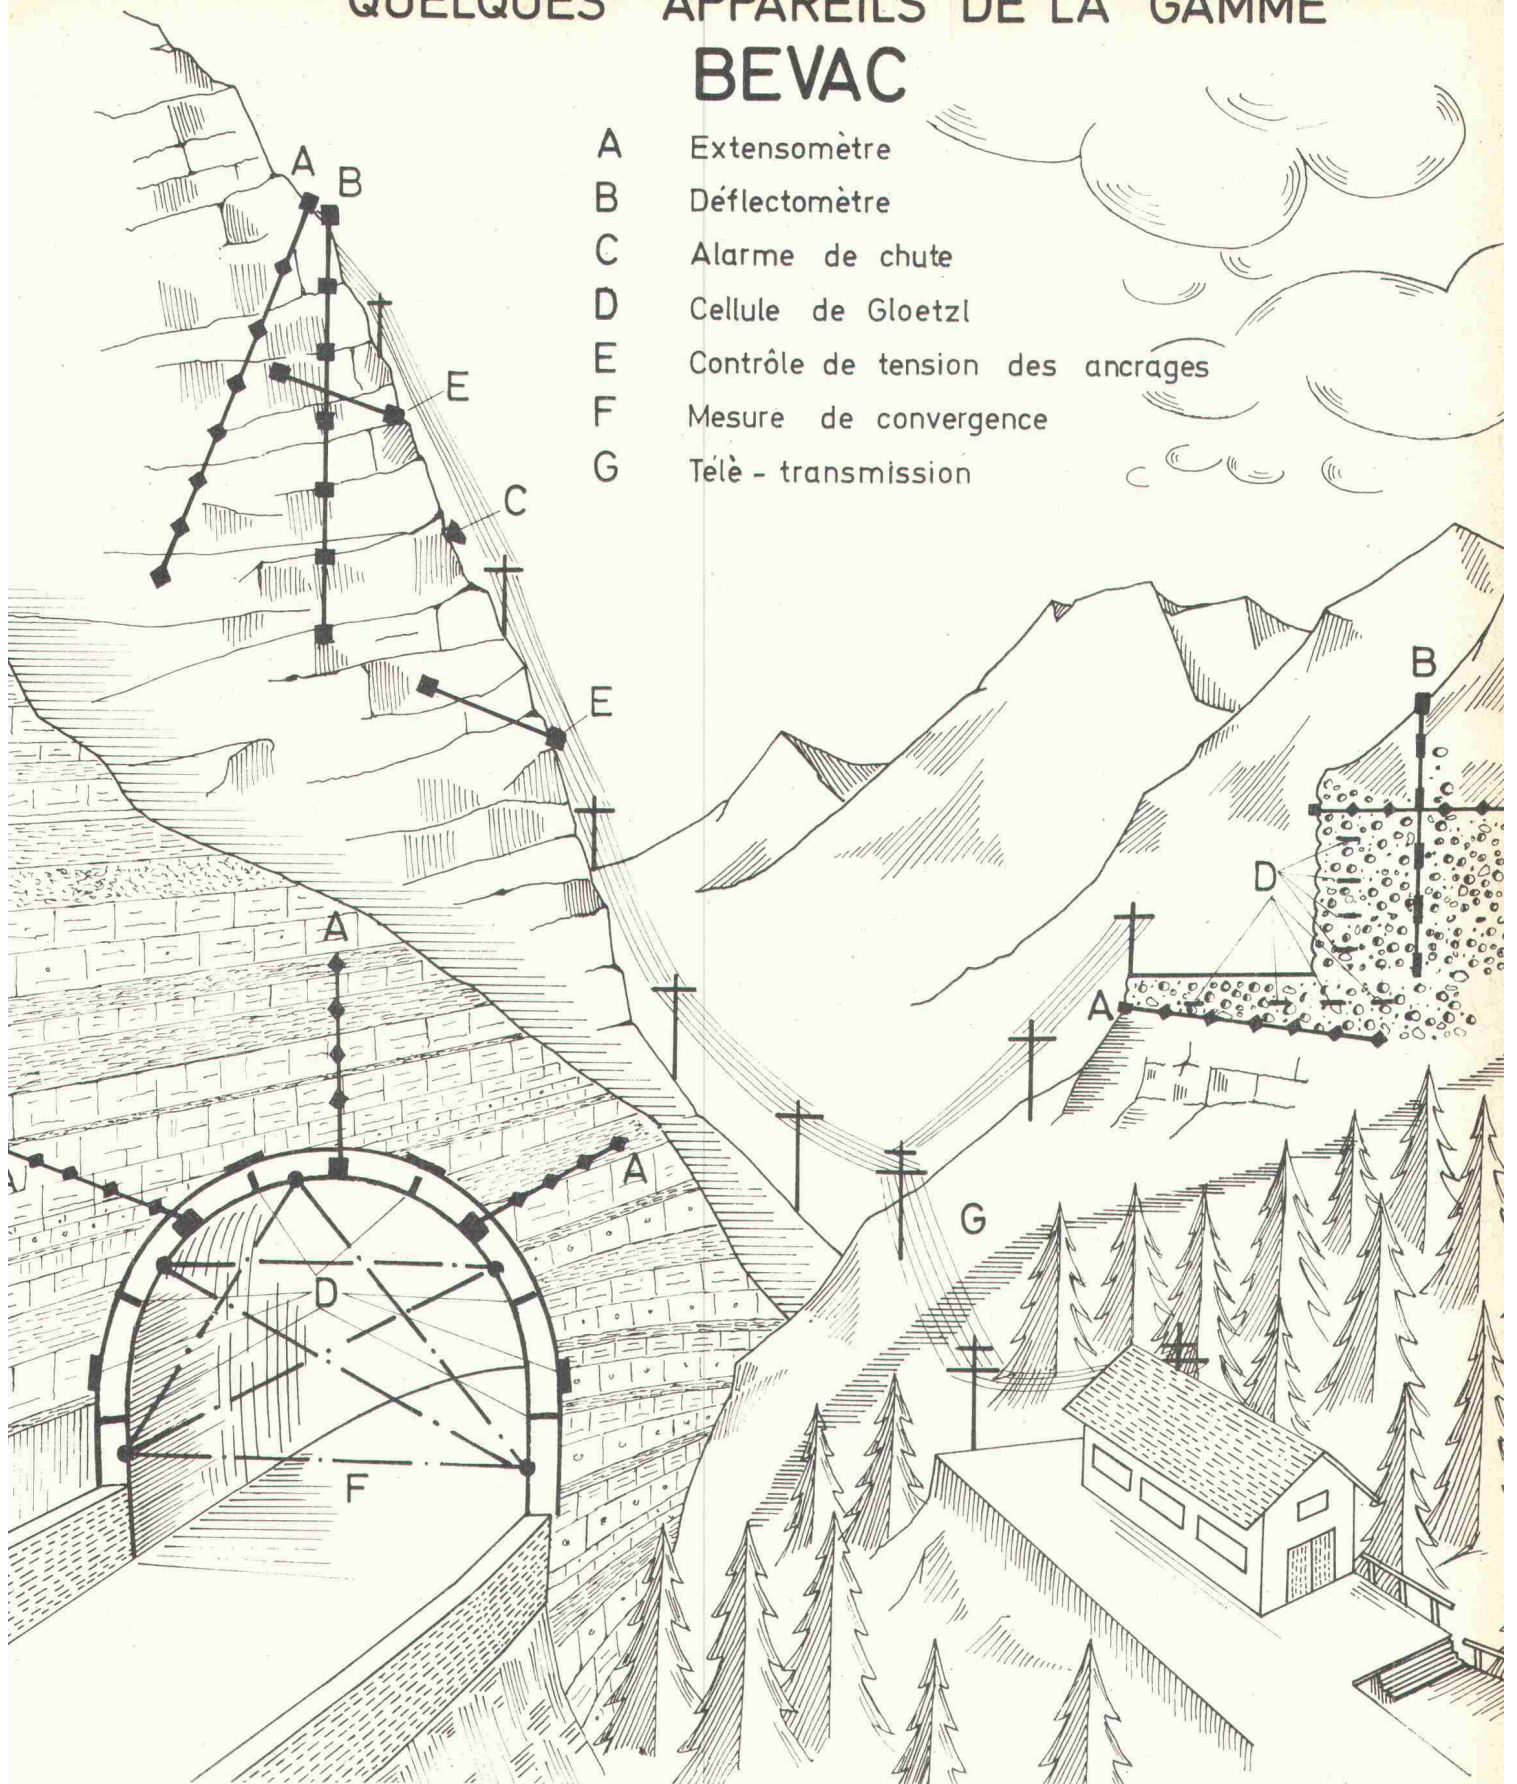 QUELQUES APPAREILS DE LA GAMME
BEVAC
A Extensomètre
B Déflectomètre
C Alarme de chute
D Cellule de Gloetzl
E Contrôle de tension des ancrages
F Mesure de convergence
G Télè - transmission
A
B
E
C
E
B
D
A
A
A
G
D
F